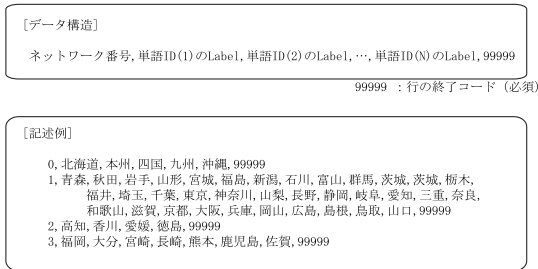 [データ構造]
ネットワーク番号,単語ID(1)のLabel,単語ID(2)のLabel,…,単語ID(N)のLabel,99999
99999 ：行の終了コード (必須)
[記述例]
0,北海道,本州,四国,九州,沖縄,99999
1,青森,秋田,岩手,山形,宮城,福島,新潟,石川,富山,群馬,茨城,茨城,栃木,
福井,埼玉,千葉,東京,神奈川,山梨,長野,静岡,岐阜,愛知,三重,奈良,
和歌山,滋賀,京都,大阪,兵庫,岡山,広島,島根,鳥取,山口,99999
2,高知,香川,愛媛,徳島,99999
3,福岡,大分,宮崎,長崎,熊本,鹿児島,佐賀,99999